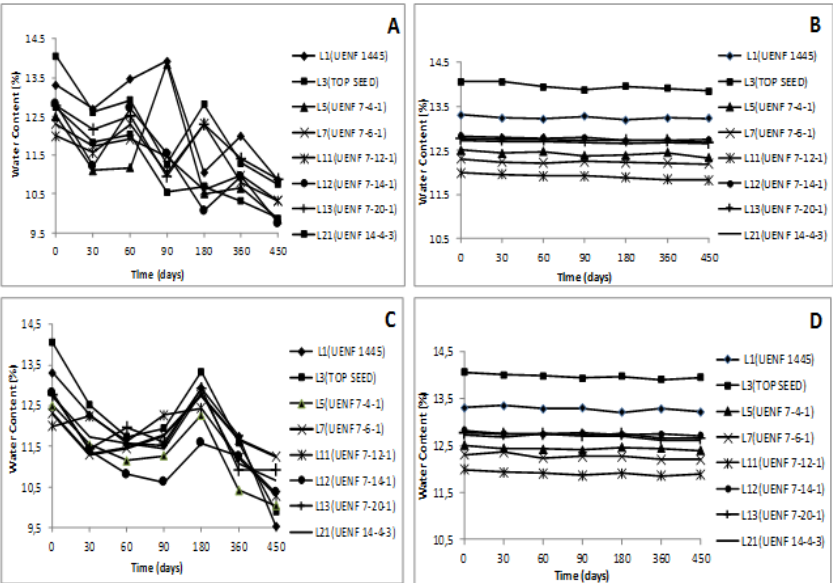 A
Water Content (%)
14.5
13.5
12.5
11.5
10.5
9.5
0 30 60 90 180 360 450
Time (days)
L1(UENF 1445)
L3(TOP SEED)
L5(UENF 7-4-1)
L7(UENF 7-6-1)
L11(UENF 7-12-1)
L12(UENF 7-14-1)
L13(UENF 7-20-1)
L21(UENF 14-4-3)
B
Water Content (%)
14.5
13.5
12.5
11.5
10.5
0 30 60 90 180 360 450
Time (days)
L1(UENF 1445)
L3(TOP SEED)
L5(UENF 7-4-1)
L7(UENF 7-6-1)
L11(UENF 7-12-1)
L12(UENF 7-14-1)
L13(UENF 7-20-1)
L21(UENF 14-4-3)
C
Water Content (%)
14,5
13,5
12,5
11,5
10,5
9,5
0 30 60 90 180 360 450
Time (days)
L1(UENF 1445)
L3(TOP SEED)
L5(UENF 7-4-1)
L7(UENF 7-6-1)
L11(UENF 7-12-1)
L12(UENF 7-14-1)
L13(UENF 7-20-1)
L21(UENF 14-4-3)
D
Water Content (%)
14,5
13,5
12,5
11,5
10,5
0 30 60 90 180 360 450
Time (days)
L1(UENF 1445)
L3(TOP SEED)
L5(UENF 7-4-1)
L7(UENF 7-6-1)
L11(UENF 7-12-1)
L12(UENF 7-14-1)
L13(UENF 7-20-1)
L21(UENF 14-4-3)